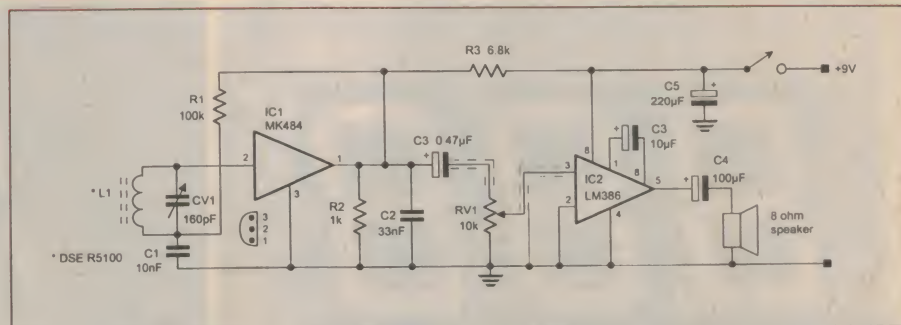 R3 6.8k
+9V
R1
100k
IC1
MK484
C5
220µF
+
C3 0.47µF
+
C3
10µF
+
2
1
3
6
1
8
3
IC2
LM386
5
2
4
C4
100µF
+
* L1
CV1
160pF
R2
1k
C2
33nF
RV1
10k
8 ohm
speaker
3
2
1
C1
10nF
* DSE R5100